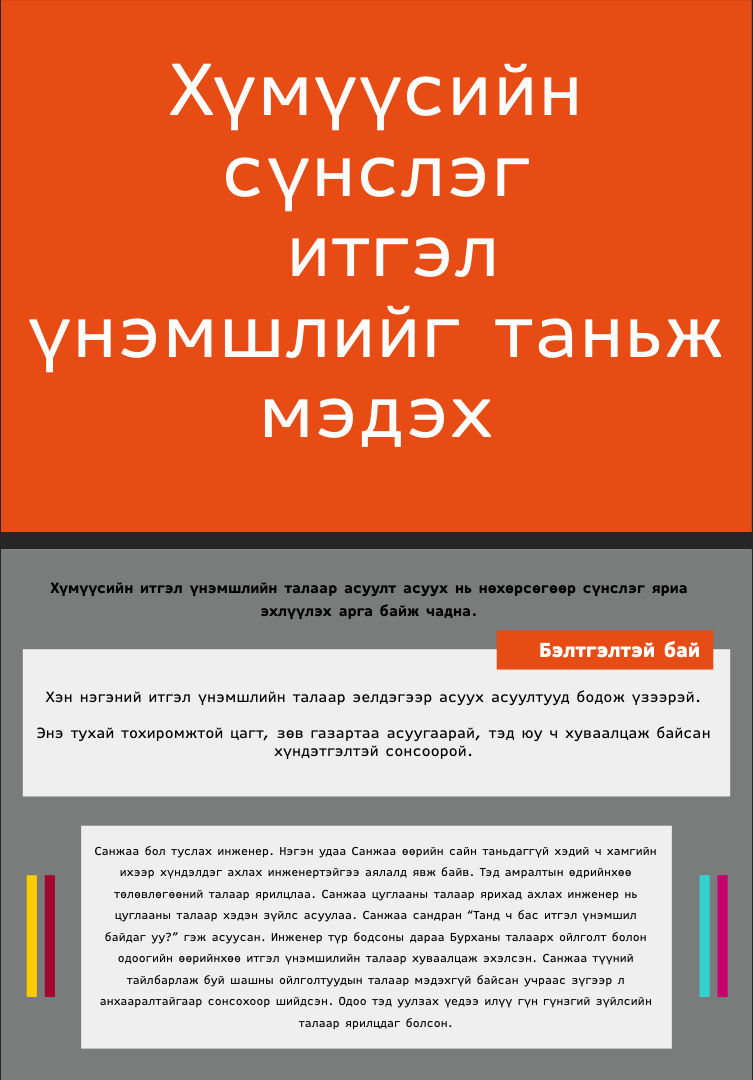 Хүмүүсийн
сүнслэг
итгэл
үнэмшлийг таньж
мэдэх
Хүмүүсийн итгэл үнэмшлийн талаар асуулт асуух нь нөхөрсөгөөр сүнслэг яриа
эхлүүлэх арга байж чадна.
Бэлтгэлтэй бай
Хэн нэгэний итгэл үнэмшлийн талаар эелдэгээр асуух асуултууд бодож үзээрэй.
Энэ тухай тохиромжтой цагт, зөв газартаа асуугаарай, тэд юу ч хуваалцаж байсан
хүндэтгэлтэй сонсоорой.
Санжаа бол туслах инженер. Нэгэн удаа Санжаа өөрийн сайн таньдаггүй хэдий ч хамгийн
ихээр хүндэлдэг ахлах инженертэйгээ аялалд явж байв. Тэд амралтын өдрийнхөө
төлөвлөгөөний талаар ярилцлаа. Санжаа цуглааны талаар ярихад ахлах инженер нь
цуглааны талаар хэдэн зүйлс асуулаа. Санжаа сандран “Танд ч бас итгэл үнэмшил
байдаг уу?” гэж асуусан. Инженер түр бодсоны дараа Бурханы талаарх ойлголт болон
одоогийн өөрийнхөө итгэл үнэмшилийн талаар хуваалцаж эхэлсэн. Санжаа түүний
тайлбарлаж буй шашны ойлголтуудын талаар мэдэхгүй байсан учраас зүгээр л
анхааралтайгаар сонсохоор шийдсэн. Одоо тэд уулзах үедээ илүү гүн гүнзгий зүйлсийн
талаар ярилцдаг болсон.